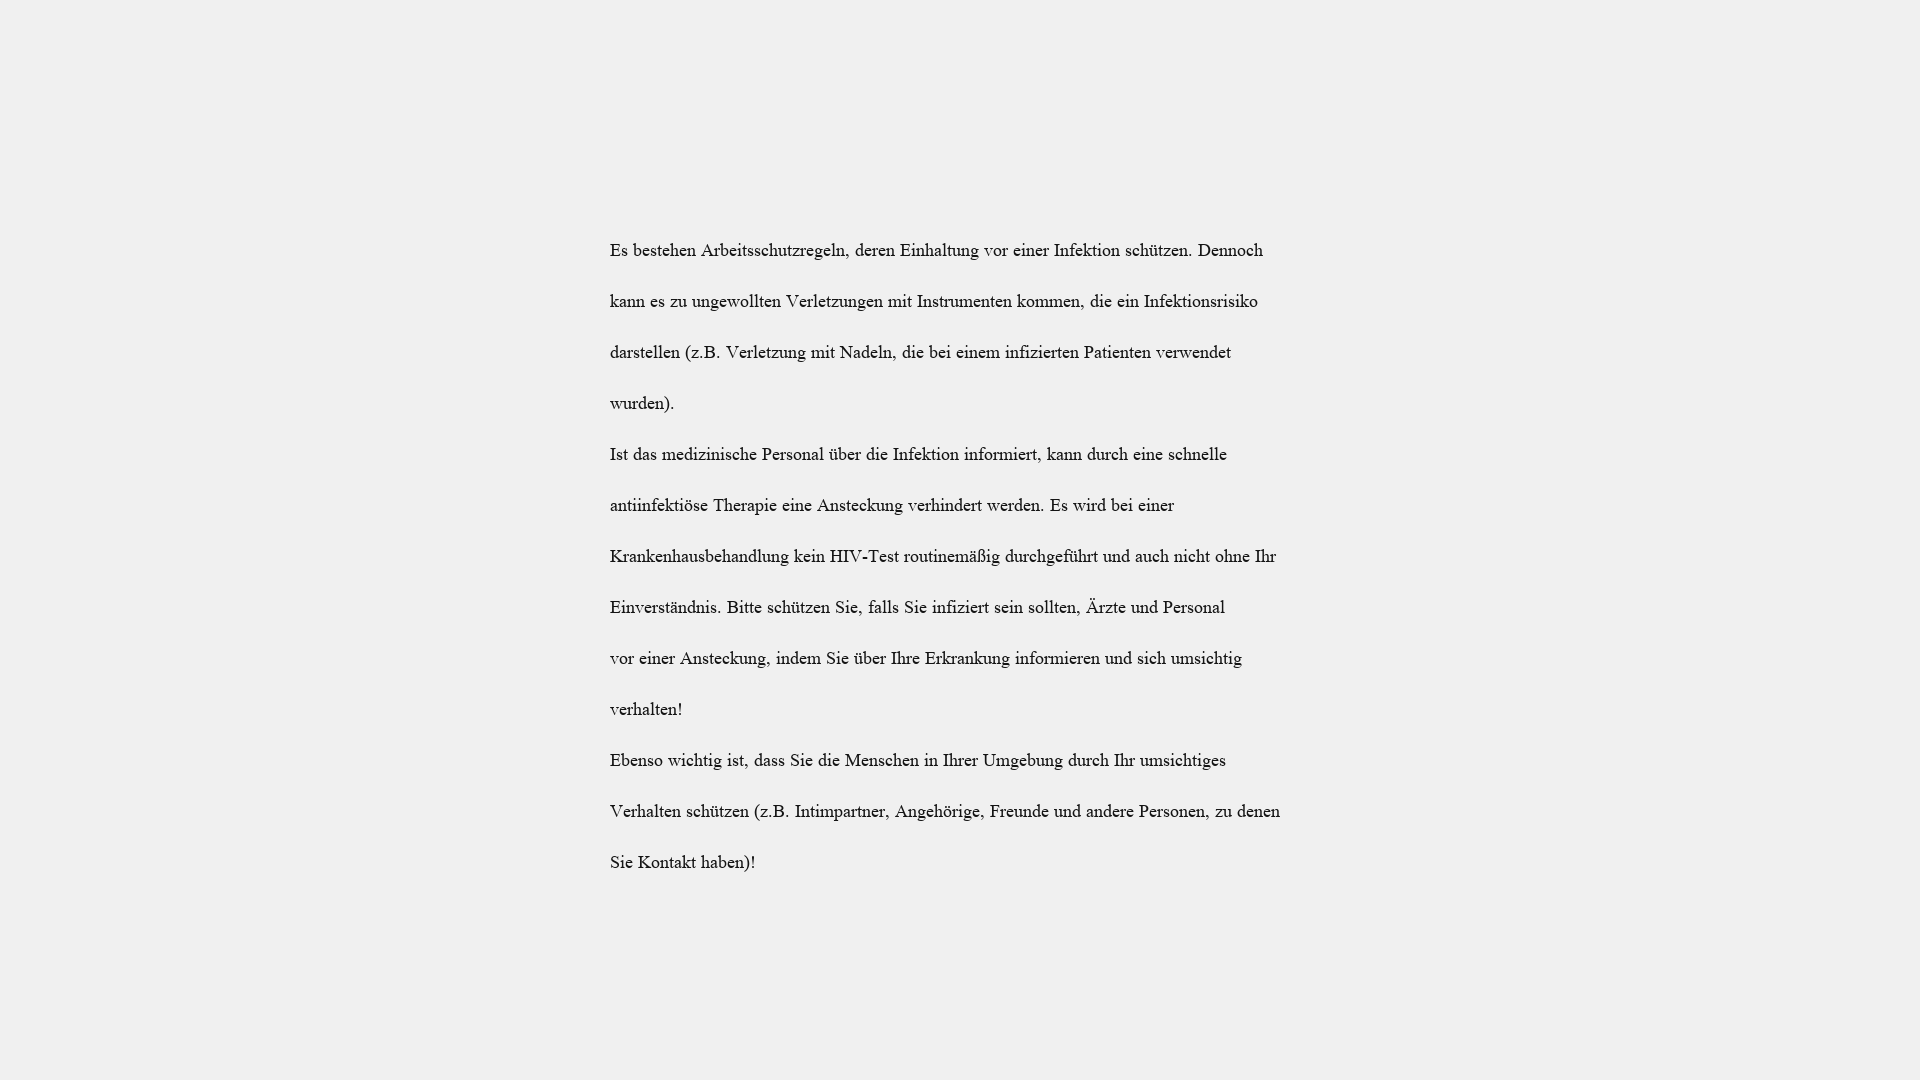 Es bestehen Arbeitsschutzregeln, deren Einhaltung vor einer Infektion schützen. Dennoch
kann es zu ungewollten Verletzungen mit Instrumenten kommen, die ein Infektionsrisiko
darstellen (z.B. Verletzung mit Nadeln, die bei einem infizierten Patienten verwendet
wurden).
Ist das medizinische Personal über die Infektion informiert, kann durch eine schnelle
antiinfektiöse Therapie eine Ansteckung verhindert werden. Es wird bei einer
Krankenhausbehandlung kein HIV-Test routinemäßig durchgeführt und auch nicht ohne Ihr
Einverständnis. Bitte schützen Sie, falls Sie infiziert sein sollten, Ärzte und Personal
vor einer Ansteckung, indem Sie über Ihre Erkrankung informieren und sich umsichtig
verhalten!
Ebenso wichtig ist, dass Sie die Menschen in Ihrer Umgebung durch Ihr umsichtiges
Verhalten schützen (z.B. Intimpartner, Angehörige, Freunde und andere Personen, zu denen
Sie Kontakt haben)!